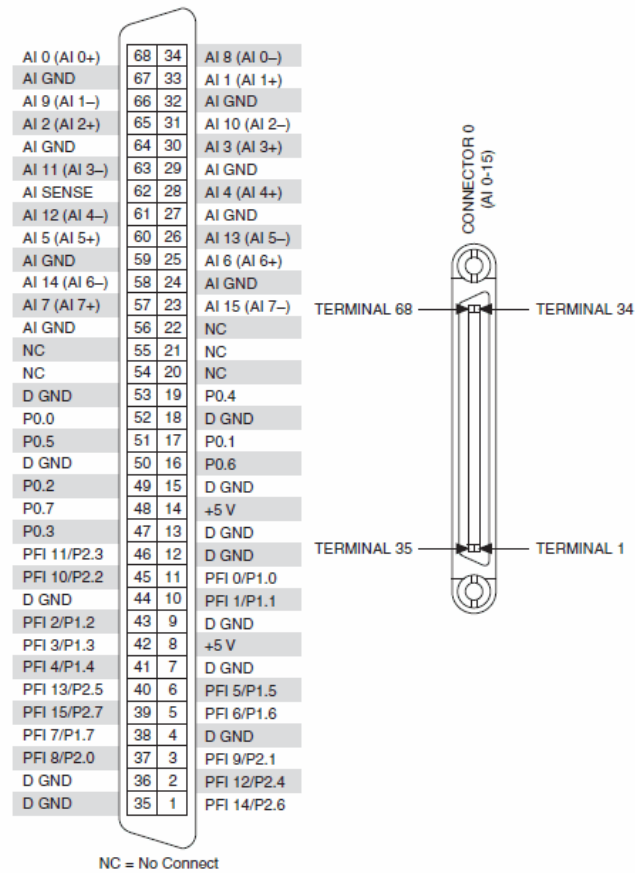 AI 0 (AI 0+) 68 34 AI 8 (AI 0–)
AI GND 67 33 AI 1 (AI 1+)
AI 9 (AI 1–) 66 32 AI GND
AI 2 (AI 2+) 65 31 AI 10 (AI 2–)
AI GND 64 30 AI 3 (AI 3+)
AI 11 (AI 3–) 63 29 AI GND
AI SENSE 62 28 AI 4 (AI 4+)
AI 12 (AI 4–) 61 27 AI GND
AI 5 (AI 5+) 60 26 AI 13 (AI 5–)
AI GND 59 25 AI 6 (AI 6+)
AI 14 (AI 6–) 58 24 AI GND
AI 7 (AI 7+) 57 23 AI 15 (AI 7–)
AI GND 56 22 NC
NC 55 21 NC
NC 54 20 NC
D GND 53 19 P0.4
P0.0 52 18 D GND
P0.5 51 17 P0.1
D GND 50 16 P0.6
P0.2 49 15 D GND
P0.7 48 14 +5 V
P0.3 47 13 D GND
PFI 11/P2.3 46 12 D GND
PFI 10/P2.2 45 11 PFI 0/P1.0
D GND 44 10 PFI 1/P1.1
PFI 2/P1.2 43 9 D GND
PFI 3/P1.3 42 8 +5 V
PFI 4/P1.4 41 7 D GND
PFI 13/P2.5 40 6 PFI 5/P1.5
PFI 15/P2.7 39 5 PFI 6/P1.6
PFI 7/P1.7 38 4 D GND
PFI 8/P2.0 37 3 PFI 9/P2.1
D GND 36 2 PFI 12/P2.4
D GND 35 1 PFI 14/P2.6
NC = No Connect
CONNECTOR 0
(AI 0-15)
TERMINAL 68
TERMINAL 34
TERMINAL 35
TERMINAL 1